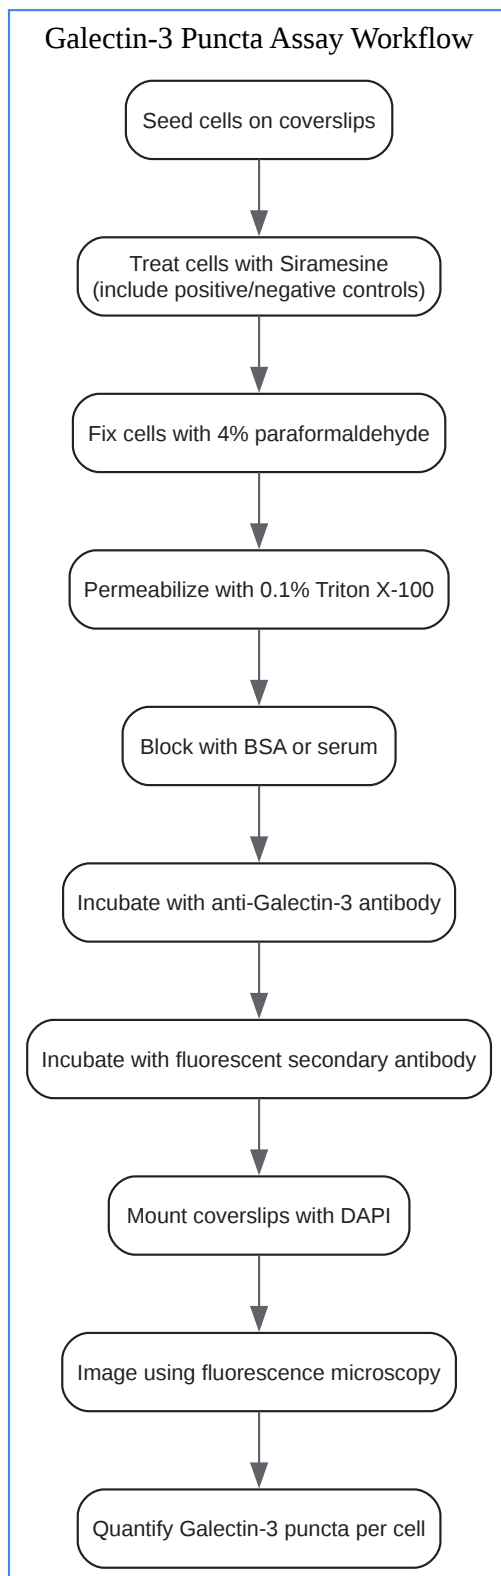 Galectin-3 Puncta Assay Workflow
Seed cells on coverslips
Treat cells with Siramesine
(include positive/negative controls)
Fix cells with 4% paraformaldehyde
Permeabilize with 0.1% Triton X-100
Block with BSA or serum
Incubate with anti-Galectin-3 antibody
Incubate with fluorescent secondary antibody
Mount coverslips with DAPI
Image using fluorescence microscopy
Quantify Galectin-3 puncta per cell